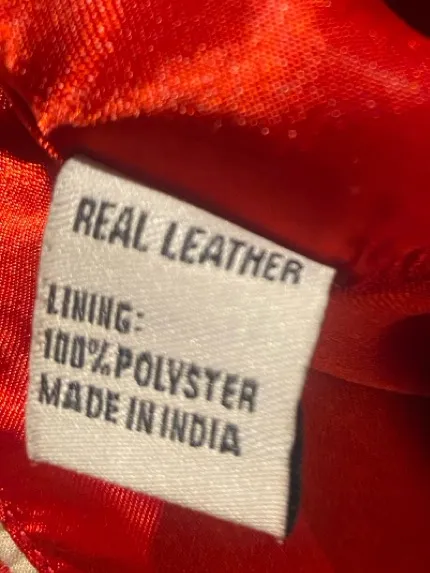 REAL LEATHER
LINING:
100% POLYSTER
MADE IN INDIA